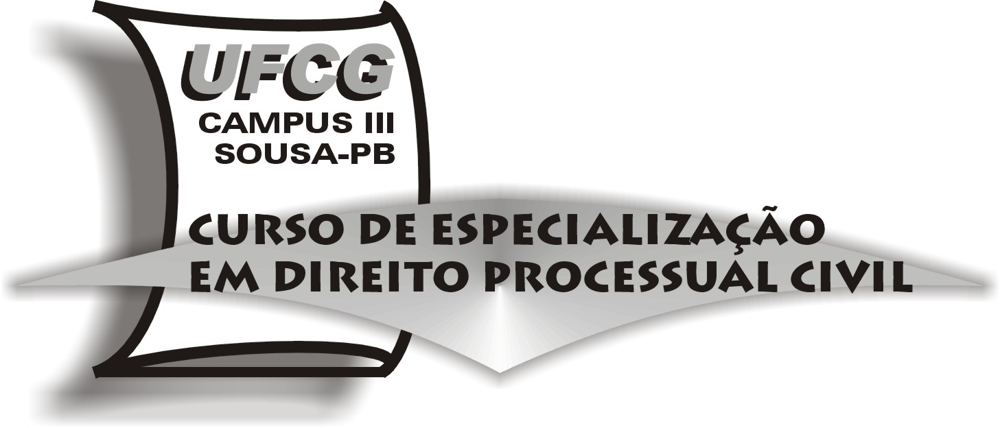 UFCG
CAMPUS III
SOUSA-PB
CURSO DE ESPECIALIZAÇÃO
EM DIREITO PROCESSUAL CIVIL